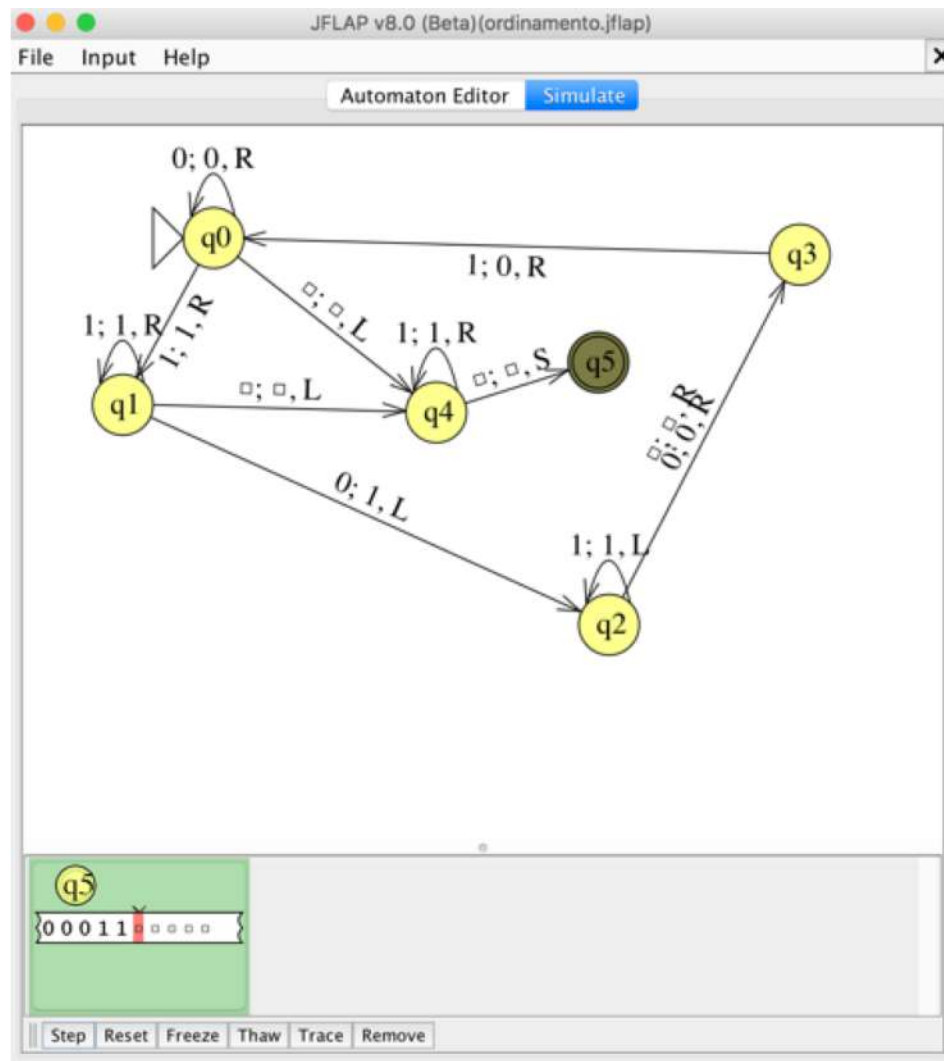 JFLAP v8.0 (Beta)(ordinamento.jflap)
File Input Help
Automaton Editor Simulate
0; 0, R
q0
q3
1; 0, R
□; □, L
1; 1, R
1; 1, R
1; 1, R
□; □, S
q5
□; □, L
q1
q4
□; □, R
0; 0, R
0; 1, L
1; 1, L
q2
q5
0 0 0 1 1 □ □ □ □ □
Step Reset Freeze Thaw Trace Remove